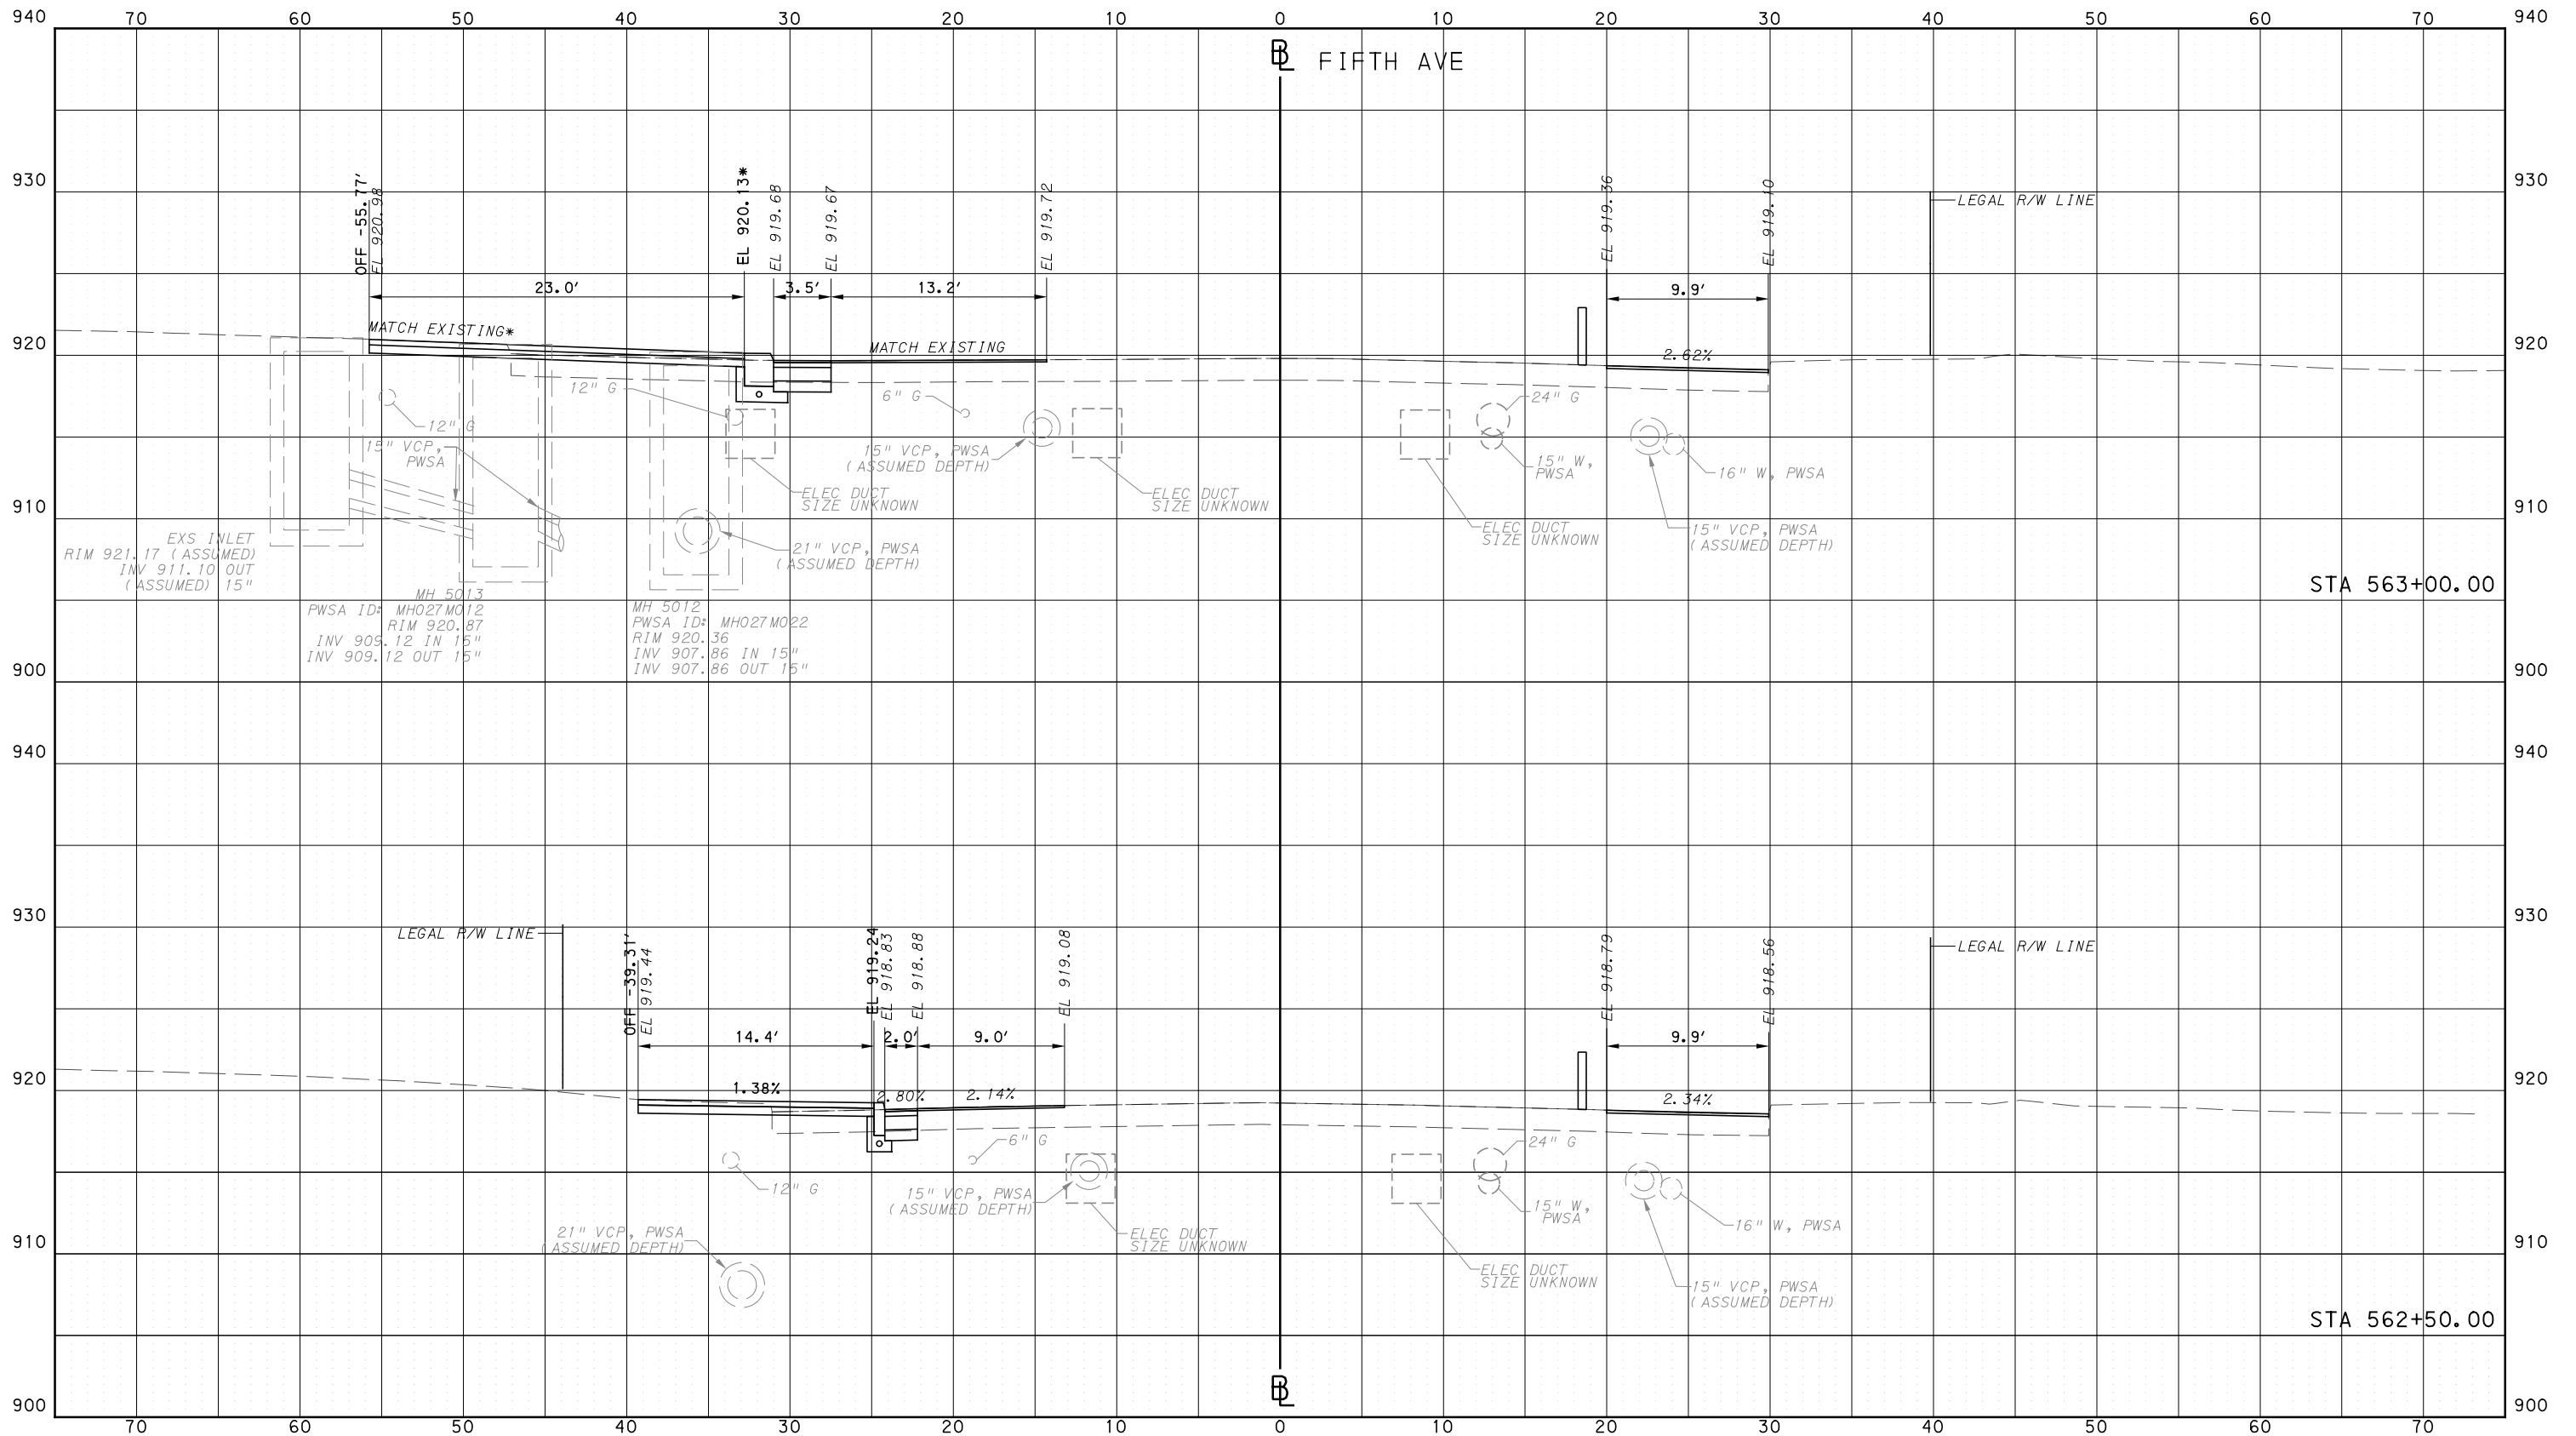 940 70 60 50 40 30 20 10 0 10 20 30 40 50 60 70 940
BL FIFTH AVE
930 930
OFF -55.77'
EL 920.98
EL 920.13*
EL 919.68
EL 919.67
EL 919.72
EL 919.36
EL 919.10
LEGAL R/W LINE
23.0' 3.5' 13.2' 9.9'
MATCH EXISTING*
MATCH EXISTING
2.62%
920 920
12" G
12" G
6" G
24" G
15" VCP,
PWSA
15" VCP, PWSA
(ASSUMED DEPTH)
15" W,
PWSA
16" W, PWSA
ELEC DUCT
SIZE UNKNOWN
ELEC DUCT
SIZE UNKNOWN
ELEC DUCT
SIZE UNKNOWN
15" VCP, PWSA
(ASSUMED DEPTH)
910 910
EXS INLET
RIM 921.17 (ASSUMED)
INV 911.10 OUT
(ASSUMED) 15"
21" VCP, PWSA
(ASSUMED DEPTH)
STA 563+00.00
MH 5013
PWSA ID: MH027M012
RIM 920.87
INV 909.12 IN 15"
INV 909.12 OUT 15"
MH 5012
PWSA ID: MH027M022
RIM 920.36
INV 907.86 IN 15"
INV 907.86 OUT 15"
900 900
940 940
930 930
LEGAL R/W LINE
OFF -39.31'
EL 919.44
EL 919.24
EL 918.83
EL 918.88
EL 919.08
EL 918.79
EL 918.56
LEGAL R/W LINE
14.4' 2.0' 9.0' 9.9'
920 920
1.38% 2.80% 2.14% 2.34%
12" G
6" G
24" G
15" VCP, PWSA
(ASSUMED DEPTH)
15" W,
PWSA
16" W, PWSA
21" VCP, PWSA
(ASSUMED DEPTH)
ELEC DUCT
SIZE UNKNOWN
ELEC DUCT
SIZE UNKNOWN
15" VCP, PWSA
(ASSUMED DEPTH)
910 910
STA 562+50.00
BL
900 900
70 60 50 40 30 20 10 0 10 20 30 40 50 60 70